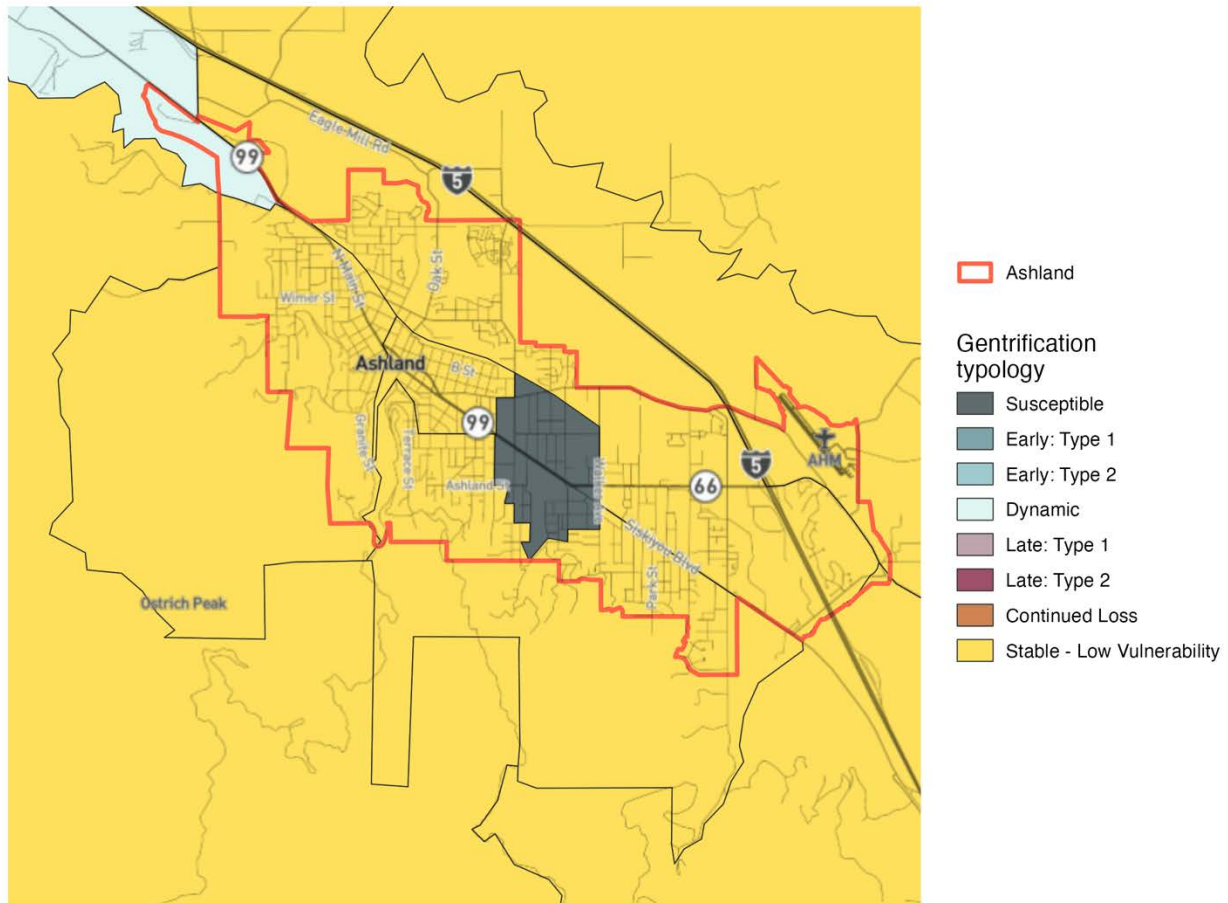 Eagle Mill Rd
99
5
N Main St
Oak St
Wimer St
Ashland
B St
99
Granite St
Terrace St
Ashland St
Siskiyou Blvd
66
5
AHM
Park St
Ostrich Peak
Ashland
Gentrification
typology
Susceptible
Early: Type 1
Early: Type 2
Dynamic
Late: Type 1
Late: Type 2
Continued Loss
Stable - Low Vulnerability